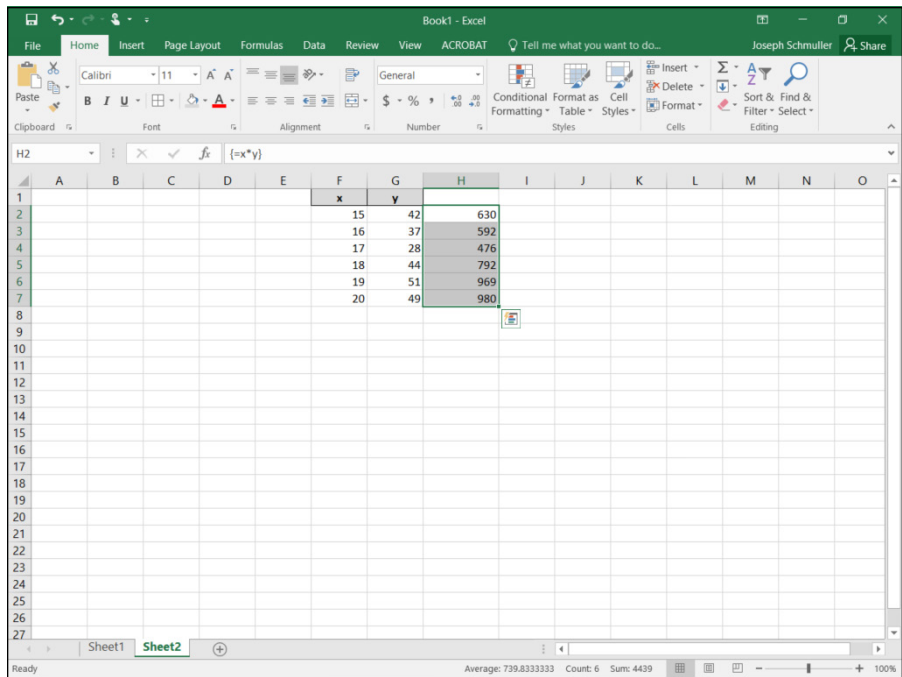 Book1 - Excel
File Home Insert Page Layout Formulas Data Review View ACROBAT Tell me what you want to do... Joseph Schmuller Share
Paste
Calibri 11 A A
B I U A
General
$ % , .00 .0
Conditional Formatting
Format as Table
Cell Styles
Insert
Delete
Format
Σ
A Z
Sort & Filter
Find & Select
Clipboard Font Alignment Number Styles Cells Editing
H2 fx {=x*y}
A B C D E F G H I J K L M N O
1 x y
2 15 42 630
3 16 37 592
4 17 28 476
5 18 44 792
6 19 51 969
7 20 49 980
8
9
10
11
12
13
14
15
16
17
18
19
20
21
22
23
24
25
26
27
Sheet1 Sheet2
Ready Average: 739.8333333 Count: 6 Sum: 4439 100%